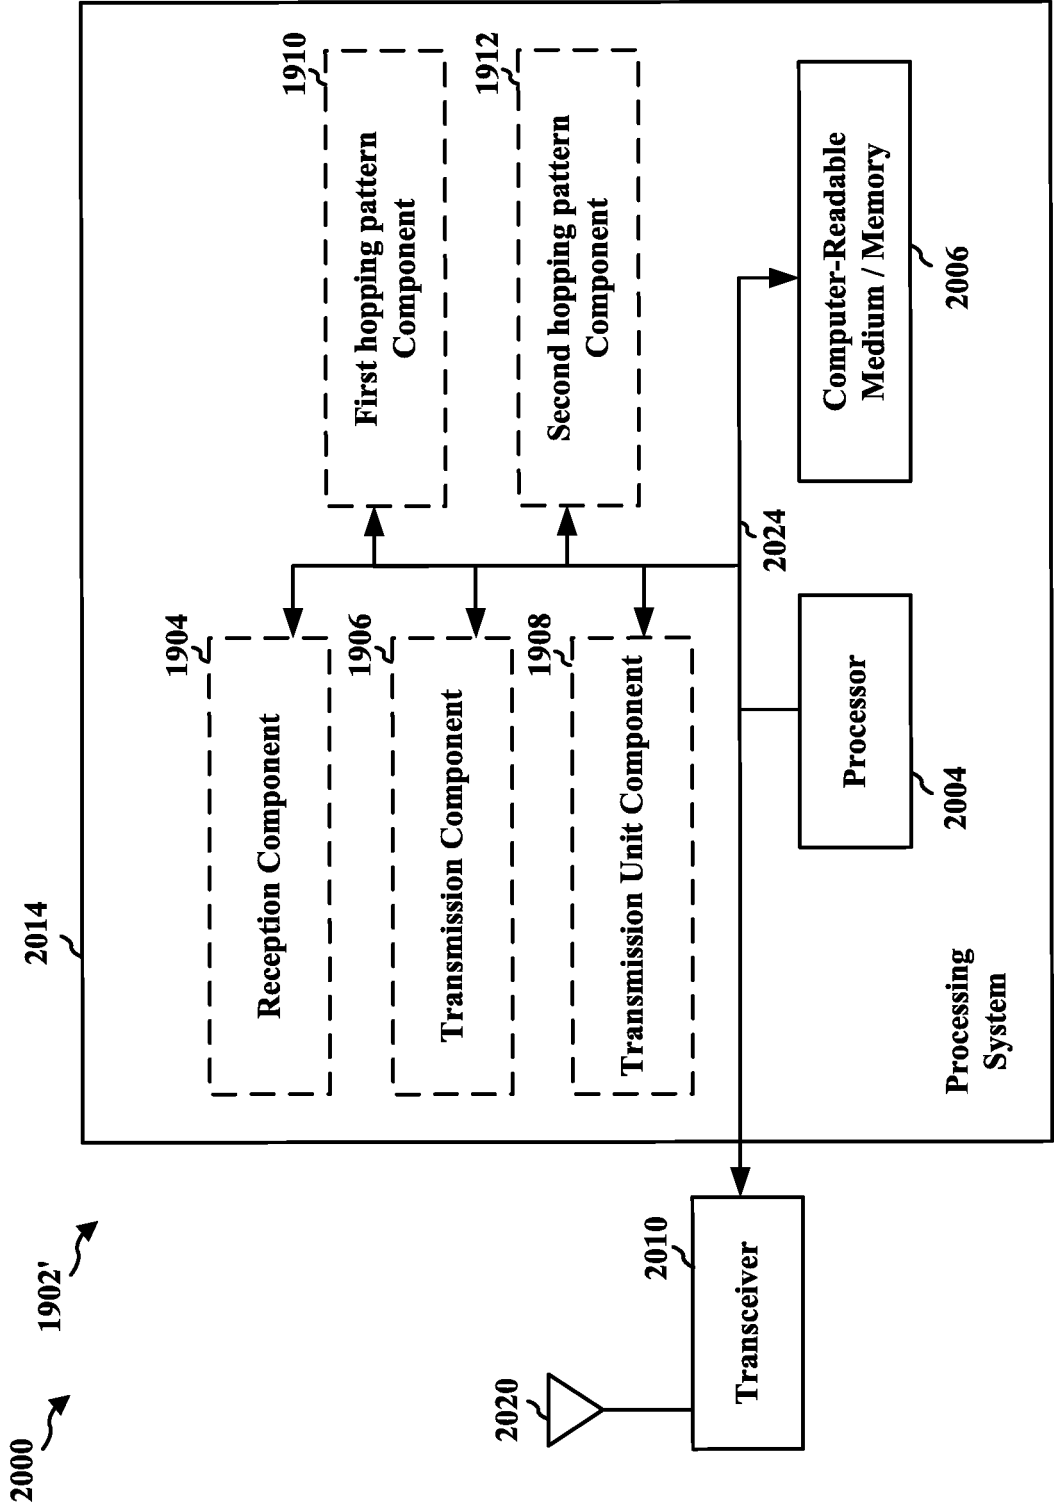 2000
1902'
2014
1904
Reception Component
1906
Transmission Component
1908
Transmission Unit Component
1910
First hopping pattern
Component
1912
Second hopping pattern
Component
2024
2020
2010
Transceiver
Processor
2004
Computer-Readable
Medium / Memory
2006
Processing
System